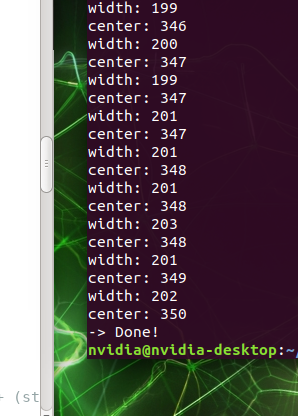 width: 199
center: 346
width: 200
center: 347
width: 199
center: 347
width: 201
center: 347
width: 201
center: 348
width: 201
center: 348
width: 203
center: 348
width: 201
center: 349
width: 202
center: 350
-> Done!
nvidia@nvidia-desktop:~/
(st